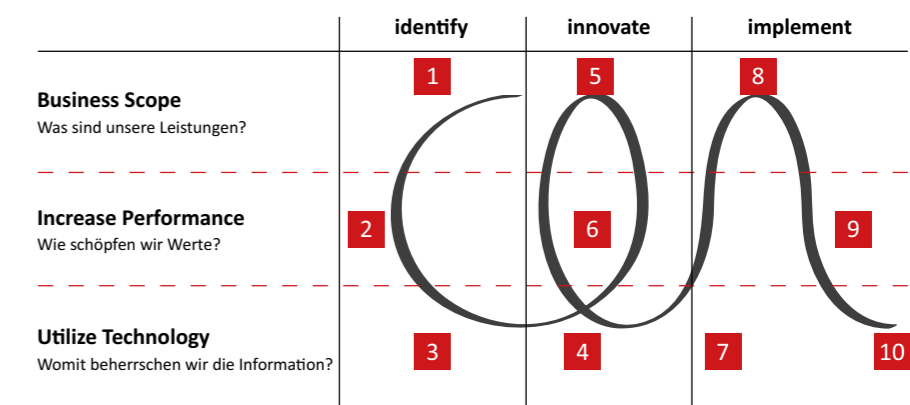 identify innovate implement
1 5 8
Business Scope
Was sind unsere Leistungen?
Increase Performance
Wie schöpfen wir Werte?
2 6 9
Utilize Technology
Womit beherrschen wir die Information?
3 4 7 10